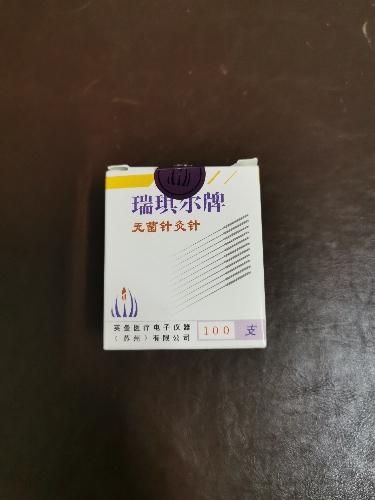 瑞琪尔牌
无菌针灸针
英曼医疗电子仪器
（苏州）有限公司
100 支